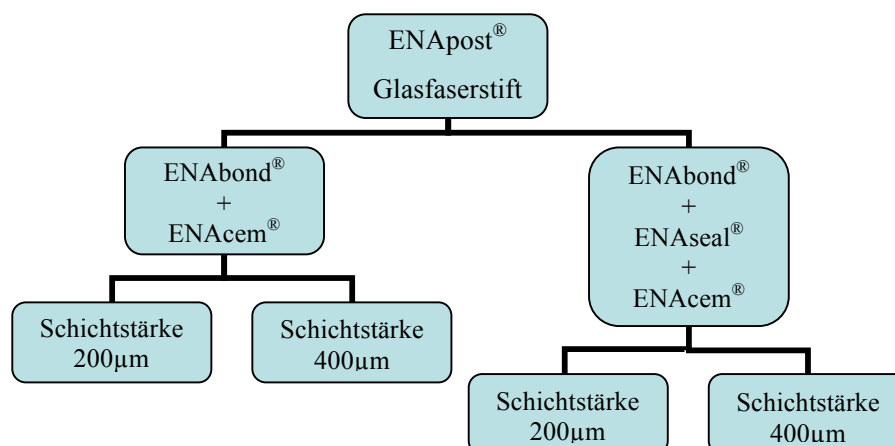 ENApost®
Glasfaserstift
ENAbond®
+
ENAcem®
ENAbond®
+
ENAseal®
+
ENAcem®
Schichtstärke
200µm
Schichtstärke
400µm
Schichtstärke
200µm
Schichtstärke
400µm